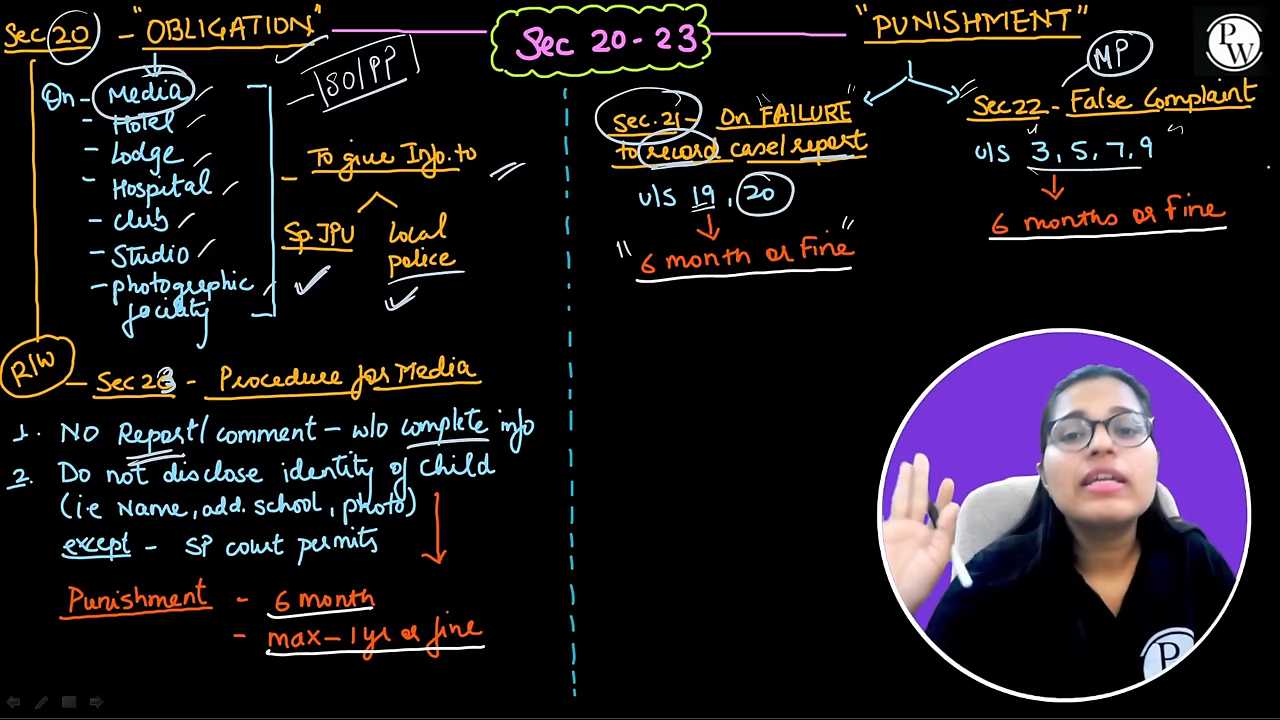 Sec 20 - "OBLIGATION"
Sec 20-23
"PUNISHMENT"
PW
On - Media
- Hotel
- Lodge
- Hospital
- club
- Studio
- photographic
facility
- 180/PP
- To give Info. to
Sp. JPU
Local
police
R/W
- Sec 23 - Procedure for Media
1. NO Report/comment - w/o complete info
2. Do not disclose identity of child
(i.e Name, add. school, photo)
except - SP court permits
Punishment - 6 month
- max - 1 yr or fine
Sec. 21 - On "FAILURE"
to record case/report
u/s 19, 20
"6 month or Fine"
MP
Sec 22 - False Complaint
u/s "3, 5, 7, 9"
6 months or Fine
PW